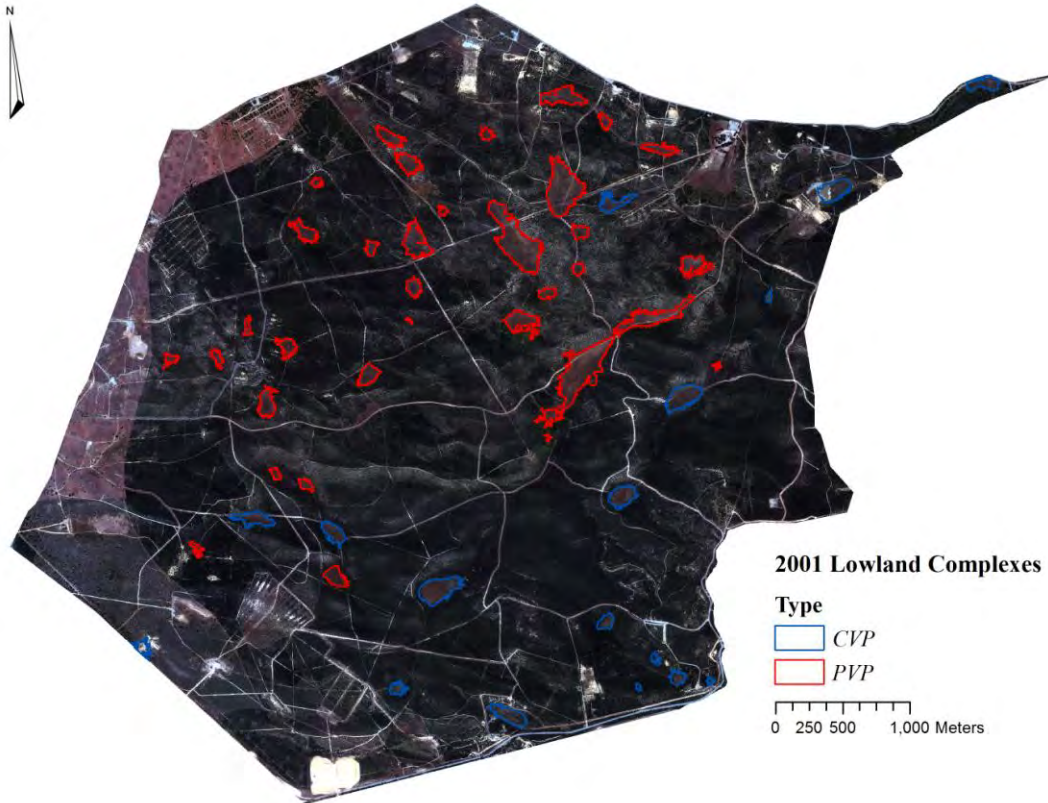 N
2001 Lowland Complexes
Type
CVP
PVP
0 250 500 1,000 Meters